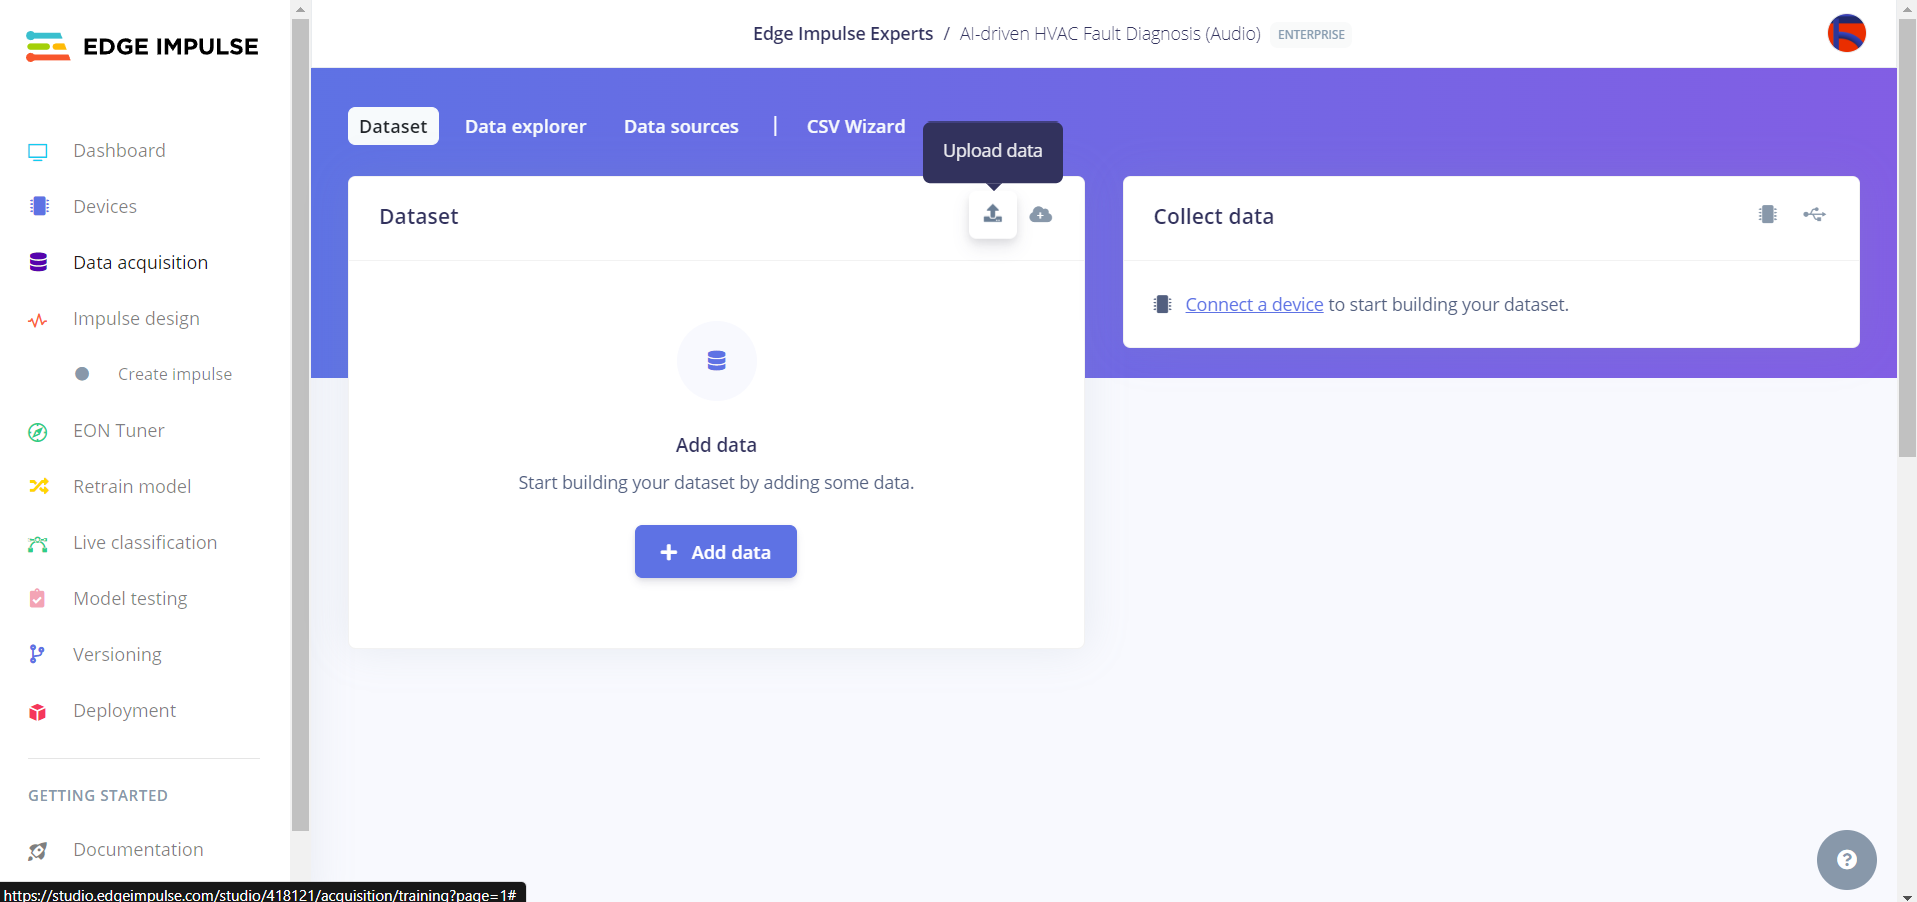 EDGE IMPULSE
Edge Impulse Experts / AI-driven HVAC Fault Diagnosis (Audio) ENTERPRISE
Dashboard
Devices
Data acquisition
Impulse design
Create impulse
EON Tuner
Retrain model
Live classification
Model testing
Versioning
Deployment
GETTING STARTED
Documentation
Dataset Data explorer Data sources | CSV Wizard
Upload data
Dataset
Add data
Start building your dataset by adding some data.
+ Add data
Collect data
Connect a device to start building your dataset.
?
https://studio.edgeimpulse.com/studio/418121/acquisition/training?page=1#